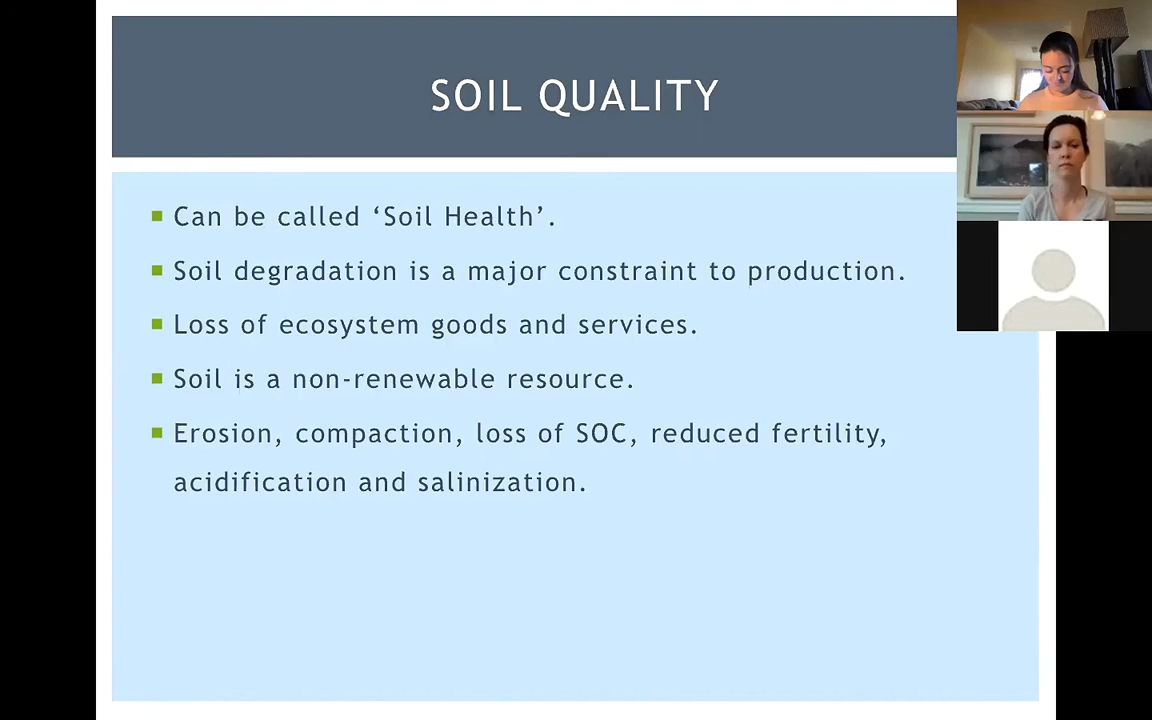 SOIL QUALITY
Can be called ‘Soil Health’.
Soil degradation is a major constraint to production.
Loss of ecosystem goods and services.
Soil is a non-renewable resource.
Erosion, compaction, loss of SOC, reduced fertility,
acidification and salinization.